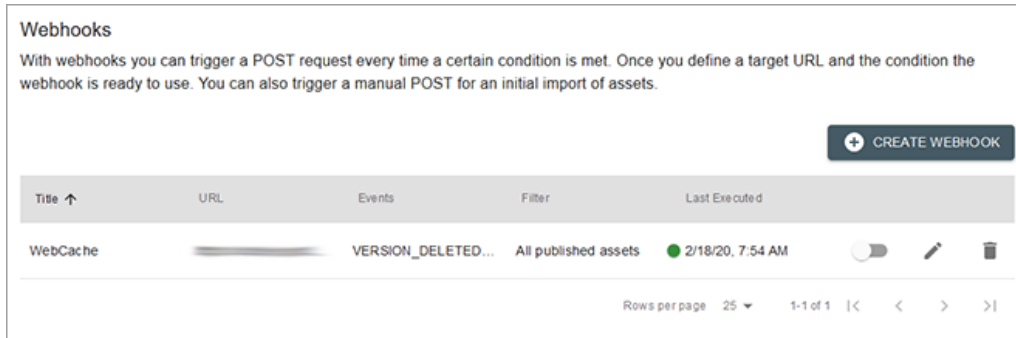 Webhooks
With webhooks you can trigger a POST request every time a certain condition is met. Once you define a target URL and the condition the
webhook is ready to use. You can also trigger a manual POST for an initial import of assets.
CREATE WEBHOOK
Title URL Events Filter Last Executed
WebCache VERSION_DELETED... All published assets 2/18/20, 7:54 AM
Rows per page 25 1-1 of 1